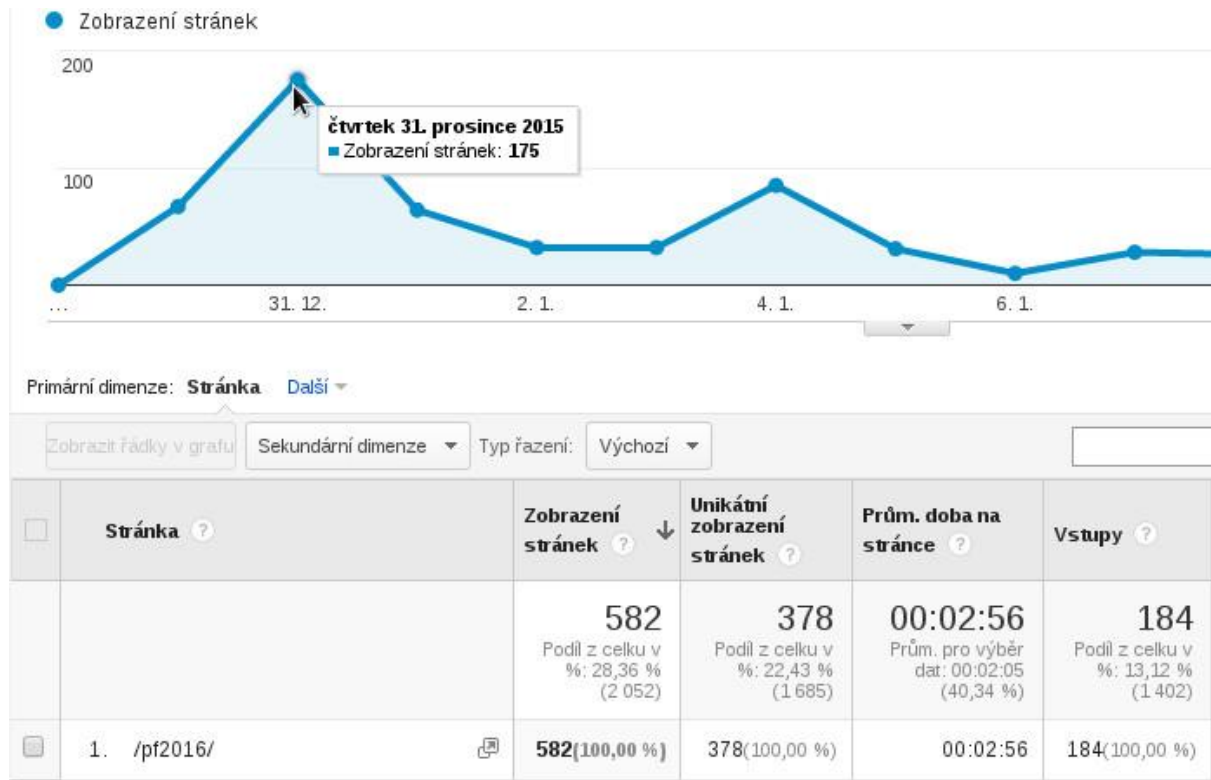 Zobrazení stránek
200
čtvrtek 31. prosince 2015
Zobrazení stránek: 175
100
... 31. 12. 2. 1. 4. 1. 6. 1.
Primární dimenze: Stránka Další
Zobrazit řádky v grafu Sekundární dimenze Typ řazení: Výchozí
Stránka ?
Zobrazení
stránek ?
Unikátní
zobrazení
stránek ?
Prům. doba na
stránce ?
Vstupy ?
582
Podíl z celku v
%: 28,36 %
(2 052)
378
Podíl z celku v
%: 22,43 %
(1 685)
00:02:56
Prům. pro výběr
dat: 00:02:05
(40,34 %)
184
Podíl z celku v
%: 13,12 %
(1 402)
1. /pf2016/ 582(100,00 %) 378(100,00 %) 00:02:56 184(100,00 %)